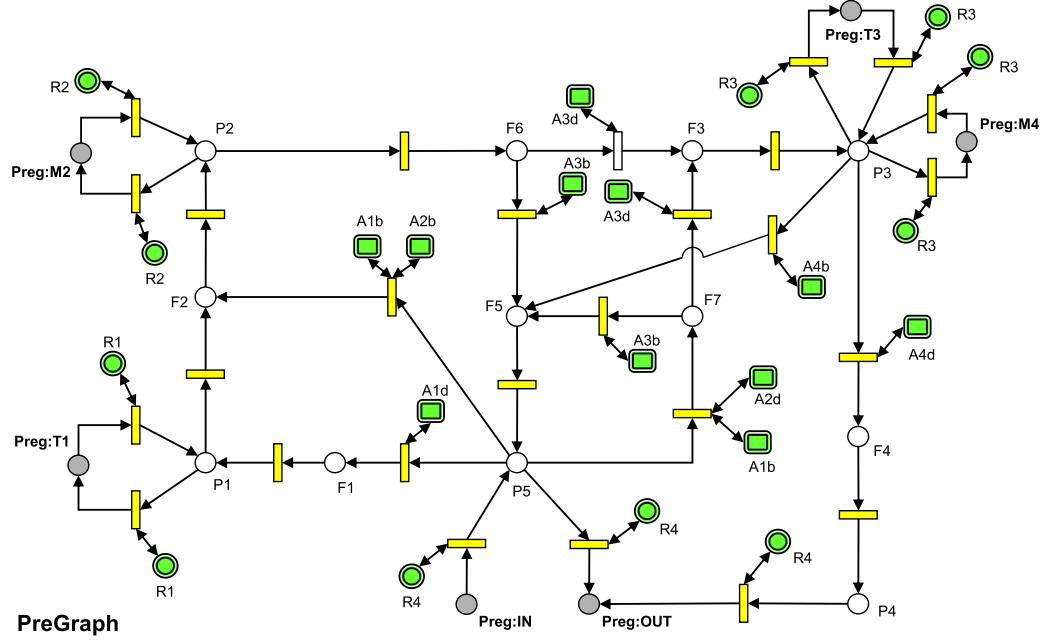 R3
Preg:T3
R3
R3
R2
A3d
Preg:M4
P2
F6
F3
P3
Preg:M2
A3b
A3d
R3
A1b
A2b
R2
A4b
F2
F5
F7
R1
A3b
A4d
A1d
A2d
Preg:T1
A1b
F4
P1
F1
P5
R4
R4
R1
R4
P4
Preg:IN
Preg:OUT
PreGraph